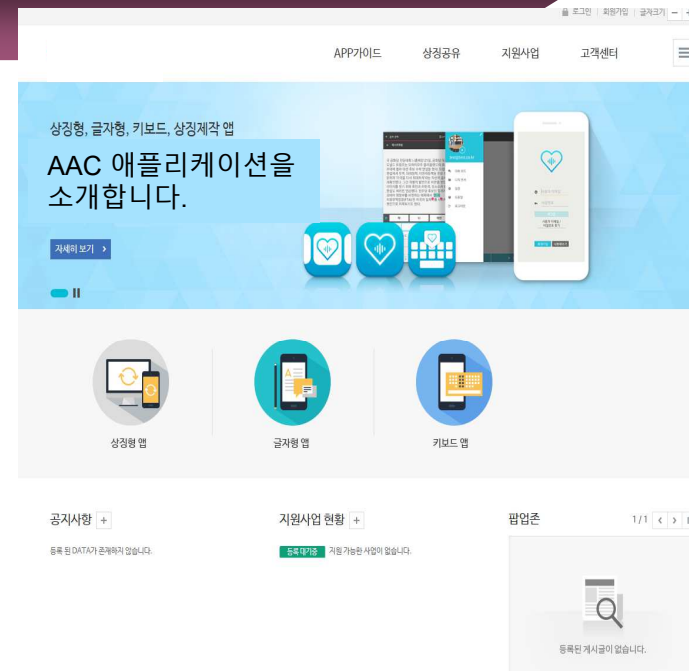 로그인 회원가입 글자크기 − +
APP가이드 상징공유 지원사업 고객센터
상징형, 글자형, 키보드, 상징제작 앱
AAC 애플리케이션을
소개합니다.
자세히 보기 >
상징형 앱 글자형 앱 키보드 앱
공지사항 + 지원사업 현황 + 팝업존 1/1 < >
등록 된 DATA가 존재하지 않습니다. 등록대기중 지원 가능한 사업이 없습니다.
등록된 게시글이 없습니다.